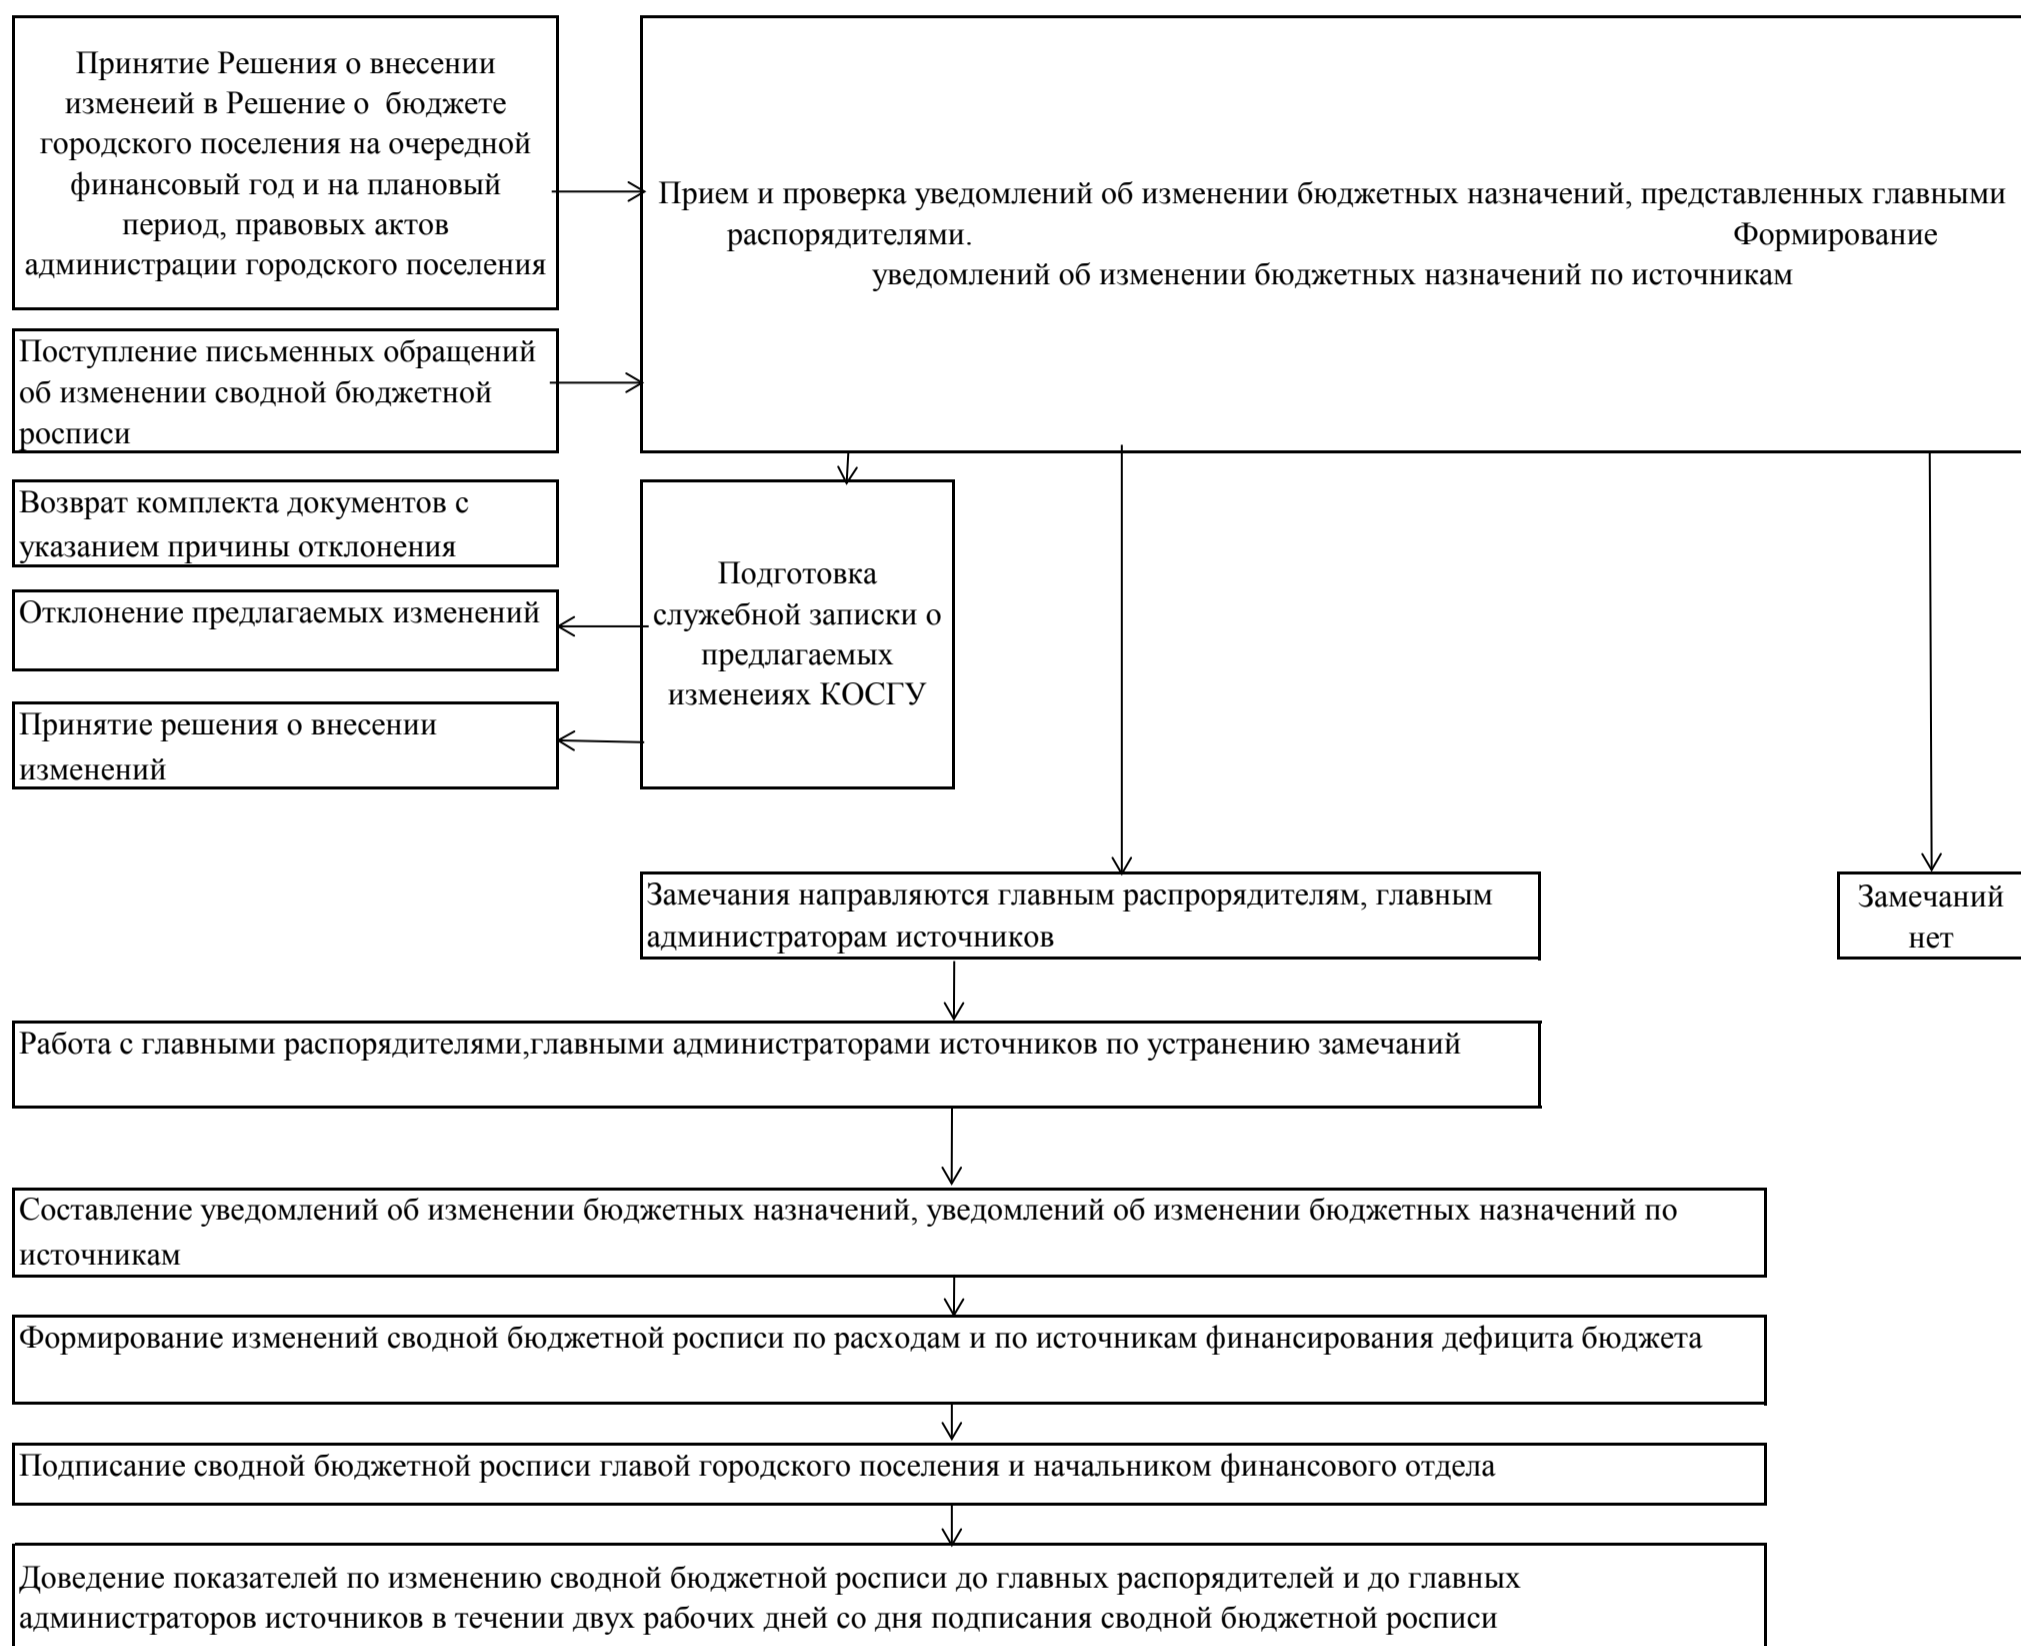 Принятие Решения о внесении
изменеий в Решение о  бюджете
городского поселения на очередной
финансовый год и на плановый
период, правовых актов
администрации городского поселения
Прием и проверка уведомлений об изменении бюджетных назначений, представленных главными
распорядителями. Формирование
уведомлений об изменении бюджетных назначений по источникам
Поступление письменных обращений
об изменении сводной бюджетной
росписи
Возврат комплекта документов с
указанием причины отклонения
Отклонение предлагаемых изменений
Принятие решения о внесении
изменений
Подготовка
служебной записки о
предлагаемых
изменеиях КОСГУ
Замечания направляются главным распрорядителям, главным
администраторам источников
Замечаний
нет
Работа с главными распорядителями,главными администраторами источников по устранению замечаний
Составление уведомлений об изменении бюджетных назначений, уведомлений об изменении бюджетных назначений по
источникам
Формирование изменений сводной бюджетной росписи по расходам и по источникам финансирования дефицита бюджета
Подписание сводной бюджетной росписи главой городского поселения и начальником финансового отдела
Доведение показателей по изменению сводной бюджетной росписи до главных распорядителей и до главных
администраторов источников в течении двух рабочих дней со дня подписания сводной бюджетной росписи